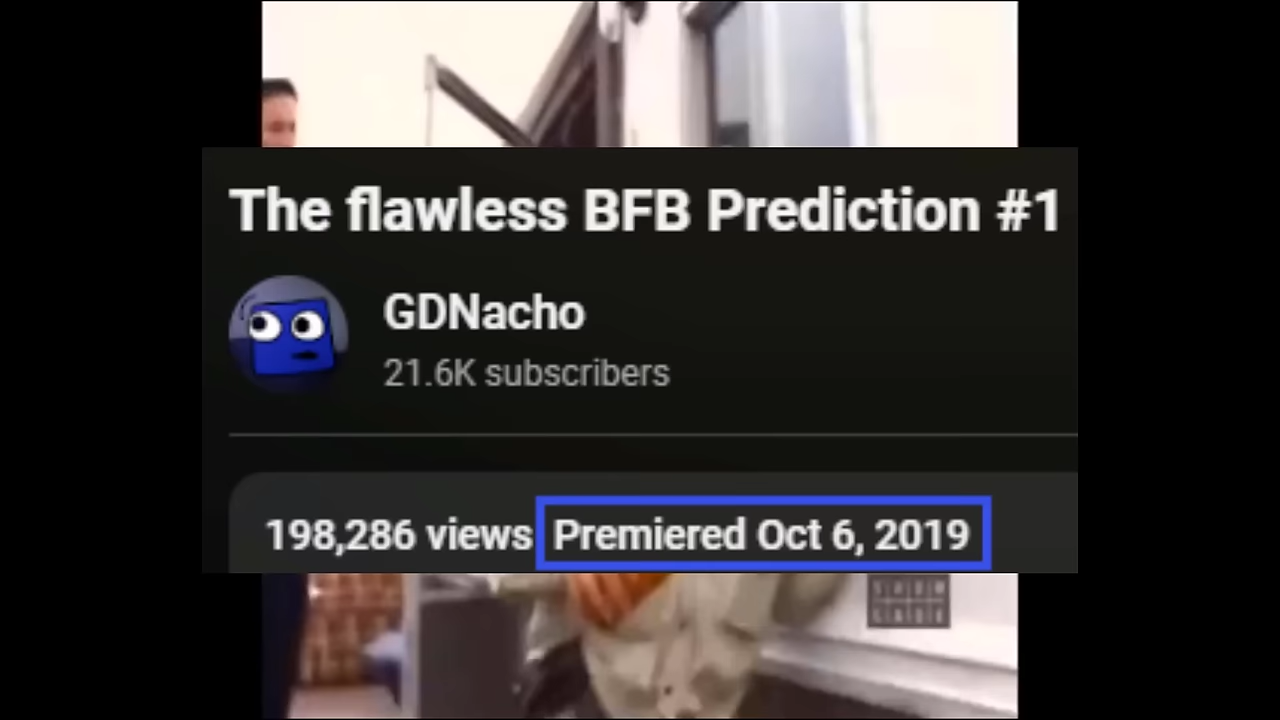 The flawless BFB Prediction #1
GDNacho
21.6K subscribers
198,286 views Premiered Oct 6, 2019